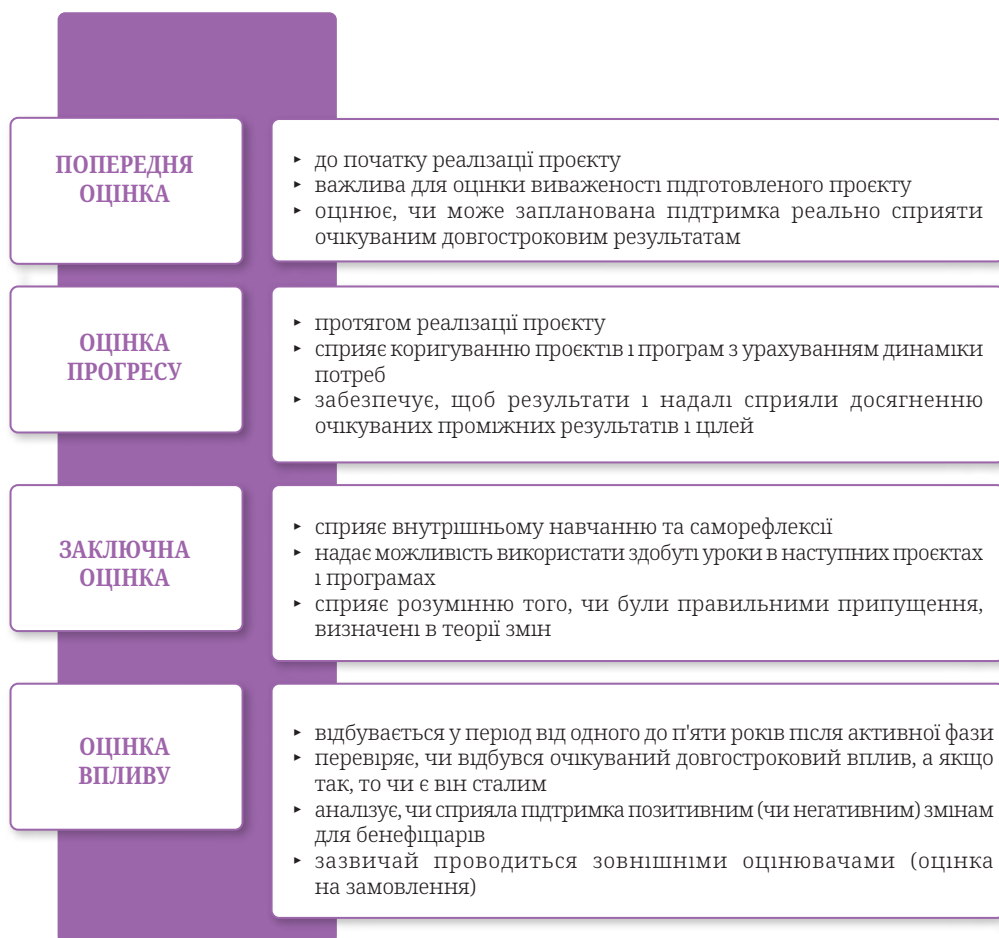 ПОПЕРЕДНЯ
ОЦІНКА
▸ до початку реалізації проєкту
▸ важлива для оцінки виваженості підготовленого проєкту
▸ оцінює, чи може запланована підтримка реально сприяти
очікуваним довгостроковим результатам
ОЦІНКА
ПРОГРЕСУ
▸ протягом реалізації проєкту
▸ сприяє коригуванню проєктів і програм з урахуванням динаміки
потреб
▸ забезпечує, щоб результати і надалі сприяли досягненню
очікуваних проміжних результатів і цілей
ЗАКЛЮЧНА
ОЦІНКА
▸ сприяє внутрішньому навчанню та саморефлексії
▸ надає можливість використати здобуті уроки в наступних проєктах
і програмах
▸ сприяє розумінню того, чи були правильними припущення,
визначені в теорії змін
ОЦІНКА
ВПЛИВУ
▸ відбувається у період від одного до п'яти років після активної фази
▸ перевіряє, чи відбувся очікуваний довгостроковий вплив, а якщо
так, то чи є він сталим
▸ аналізує, чи сприяла підтримка позитивним (чи негативним) змінам
для бенефіціарів
▸ зазвичай проводиться зовнішніми оцінювачами (оцінка
на замовлення)